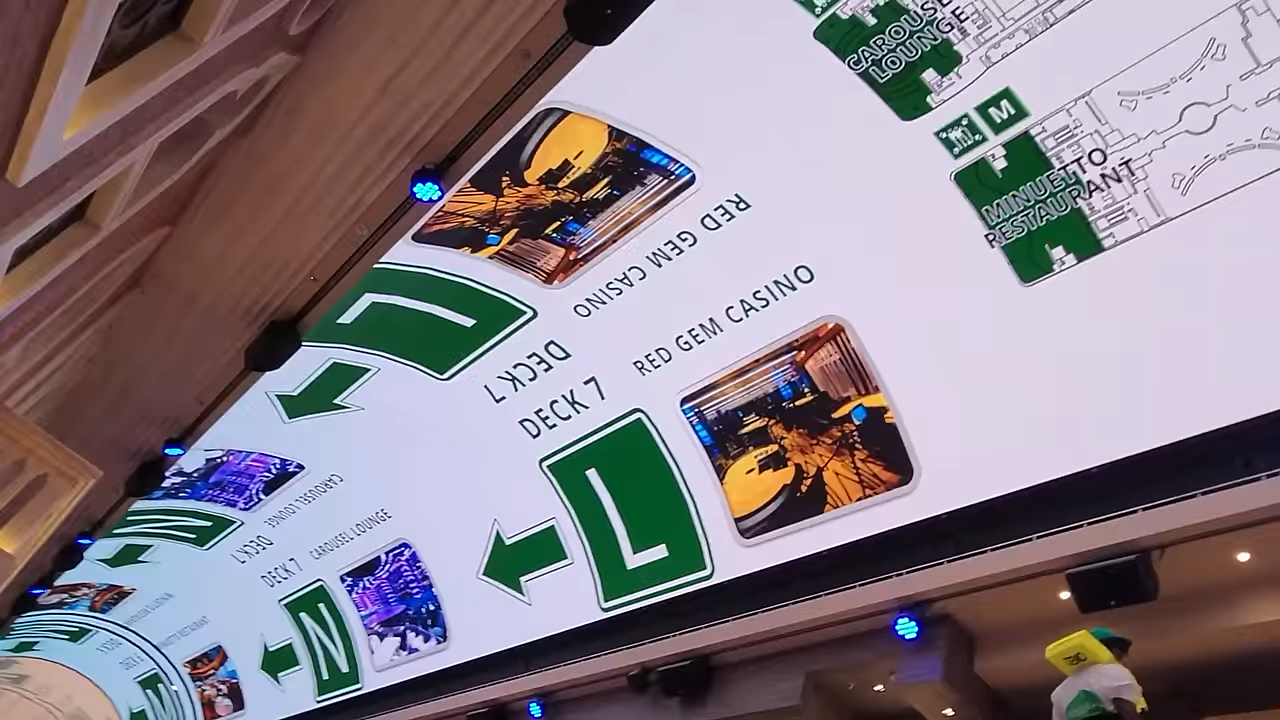 CAROUSEL
LOUNGE
M
MINUETTO
RESTAURANT
RED GEM CASINO
DECK 7
L
RED GEM CASINO
DECK 7
L
CAROUSEL LOUNGE
DECK 7
N
CAROUSEL LOUNGE
DECK 7
N
M